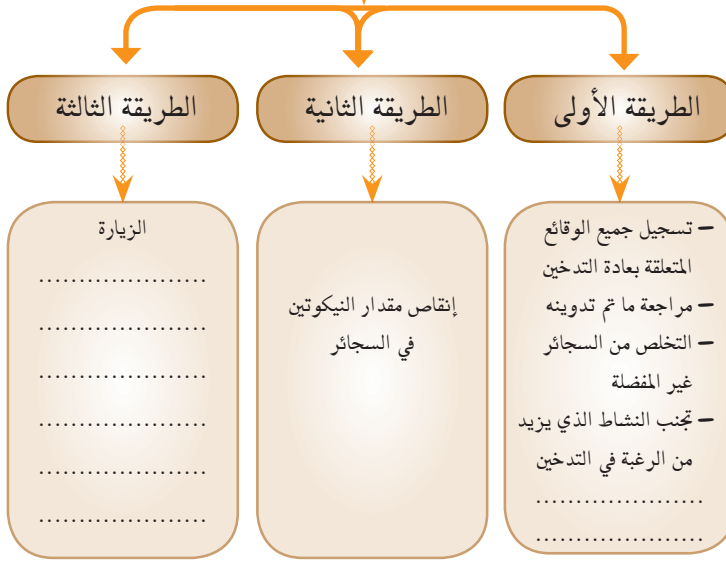 الطريقة الأولى
الطريقة الثانية
الطريقة الثالثة
– تسجيل جميع الوقائع
المتعلقة بعادة التدخين
– مراجعة ما تم تدوينه
– التخلص من السجائر
غير المفضلة
– تجنب النشاط الذي يزيد
من الرغبة في التدخين
......................
......................
إنقاص مقدار النيكوتين
في السجائر
الزيارة
......................
......................
......................
......................
......................
......................